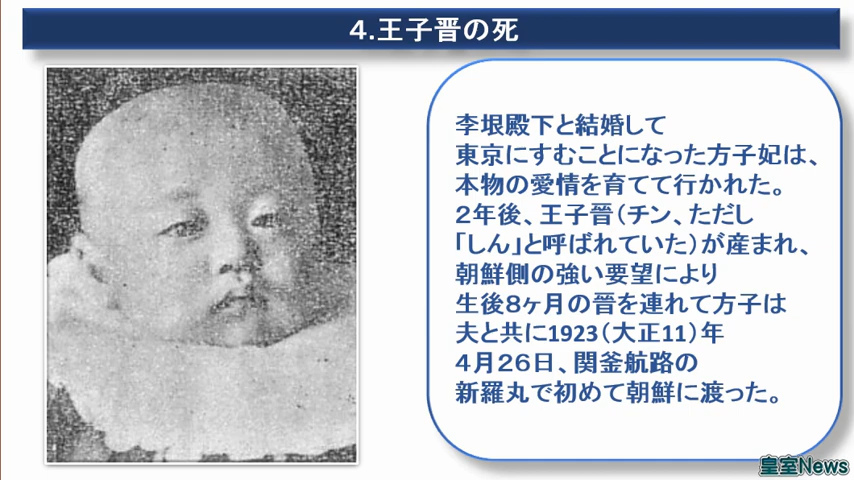 ４.王子晋の死
李垠殿下と結婚して
東京にすむことになった方子妃は、
本物の愛情を育てて行かれた。
２年後、王子晋（チン、ただし
「しん」と呼ばれていた）が産まれ、
朝鮮側の強い要望により
生後８ヶ月の晋を連れて方子は
夫と共に1923（大正11）年
４月２６日、関釜航路の
新羅丸で初めて朝鮮に渡った。
皇室News